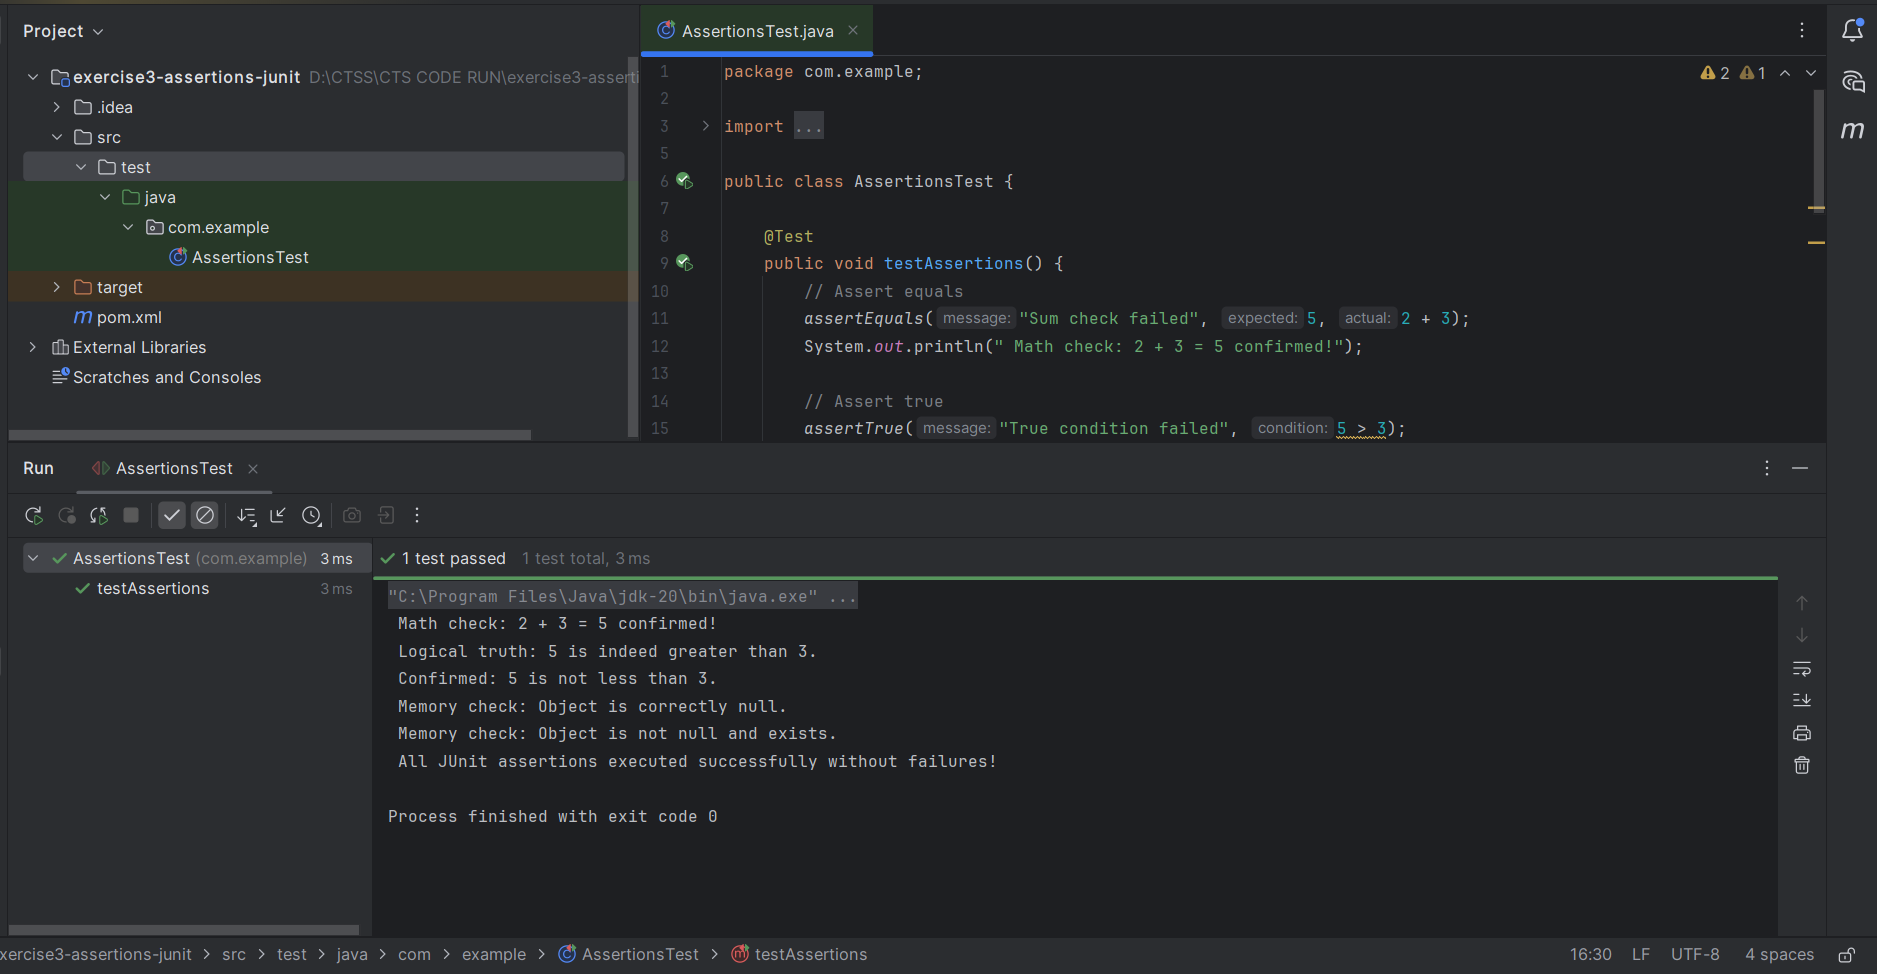 Project
exercise3-assertions-junit D:\CTSS\CTS CODE RUN\exercise3-asserti
.idea
src
test
java
com.example
AssertionsTest
target
pom.xml
External Libraries
Scratches and Consoles
AssertionsTest.java
2 1
1 package com.example;
2
3 import ...
5
6 public class AssertionsTest {
7
8 @Test
9 public void testAssertions() {
10 // Assert equals
11 assertEquals( message: "Sum check failed", expected: 5, actual: 2 + 3);
12 System.out.println(" Math check: 2 + 3 = 5 confirmed!");
13
14 // Assert true
15 assertTrue( message: "True condition failed", condition: 5 > 3);
m
Run AssertionsTest
AssertionsTest (com.example) 3 ms
testAssertions 3 ms
1 test passed 1 test total, 3 ms
"C:\Program Files\Java\jdk-20\bin\java.exe" ...
Math check: 2 + 3 = 5 confirmed!
Logical truth: 5 is indeed greater than 3.
Confirmed: 5 is not less than 3.
Memory check: Object is correctly null.
Memory check: Object is not null and exists.
All JUnit assertions executed successfully without failures!
Process finished with exit code 0
xercise3-assertions-junit > src > test > java > com > example > AssertionsTest > testAssertions
16:30 LF UTF-8 4 spaces